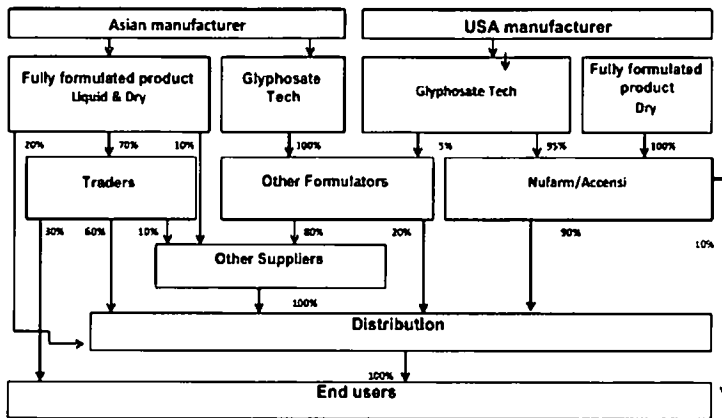 Asian manufacturer
USA manufacturer
Fully formulated product
Liquid & Dry
Glyphosate
Tech
Glyphosate Tech
Fully formulated
product
Dry
20%
70%
10%
100%
5%
95%
100%
Traders
Other Formulators
Nufarm/Accensi
30%
60%
10%
80%
20%
90%
10%
Other Suppliers
100%
Distribution
100%
End users